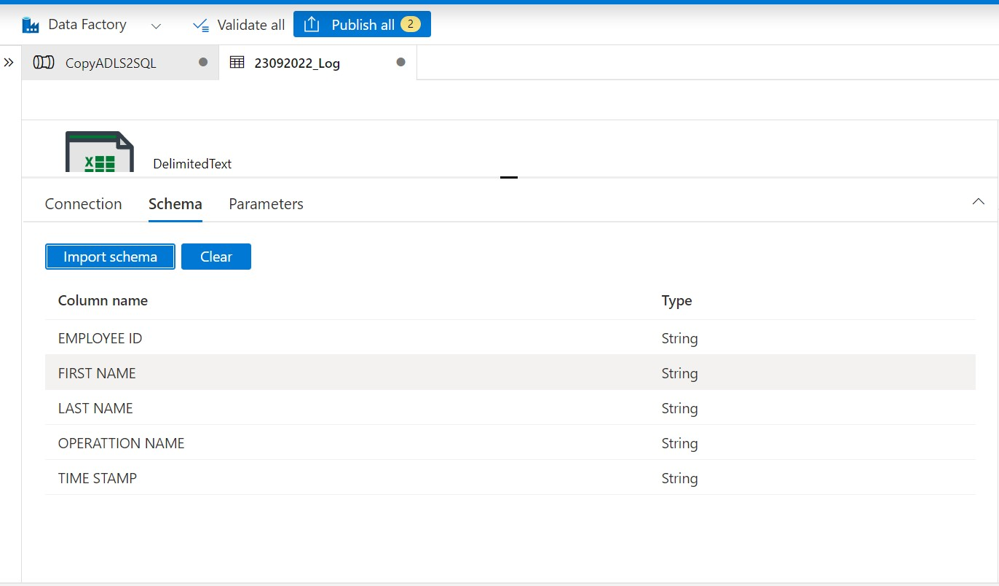 Data Factory Validate all Publish all 2
CopyADLS2SQL 23092022_Log
X
DelimitedText
Connection Schema Parameters
Import schema Clear
Column name Type
EMPLOYEE ID String
FIRST NAME String
LAST NAME String
OPERATTION NAME String
TIME STAMP String